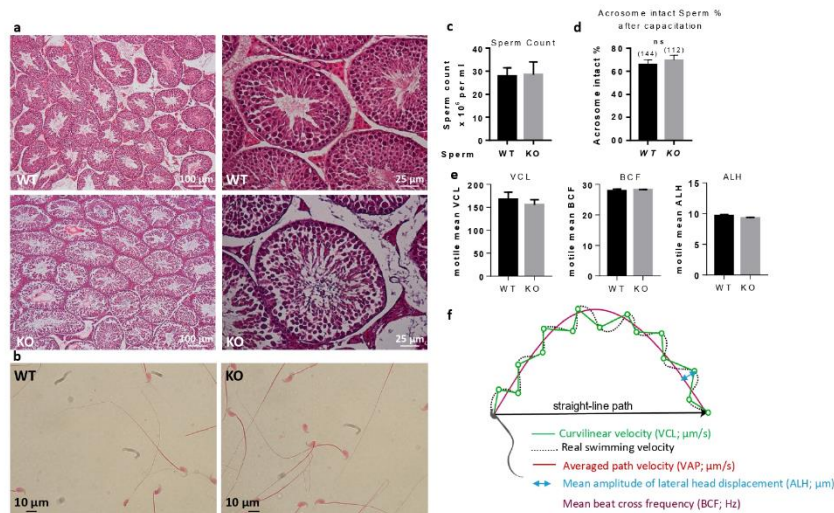 a
WT
100 µm
WT
25 µm
KO
100 µm
KO
25 µm
b
WT
10 µm
KO
10 µm
c
Sperm Count
Sperm count
x 10⁶ per ml
40
30
20
10
0
Sperm
WT
KO
d
Acrosome intact Sperm %
after capacitation
ns
(144)
(112)
Acrosome intact %
80
60
40
20
0
WT
KO
e
VCL
motile mean VCL
200
150
100
50
0
WT
KO
BCF
motile mean BCF
30
20
10
0
WT
KO
ALH
motile mean ALH
15
10
5
0
WT
KO
f
straight-line path
Curvilinear velocity (VCL; µm/s)
Real swimming velocity
Averaged path velocity (VAP; µm/s)
Mean amplitude of lateral head displacement (ALH; µm)
Mean beat cross frequency (BCF; Hz)